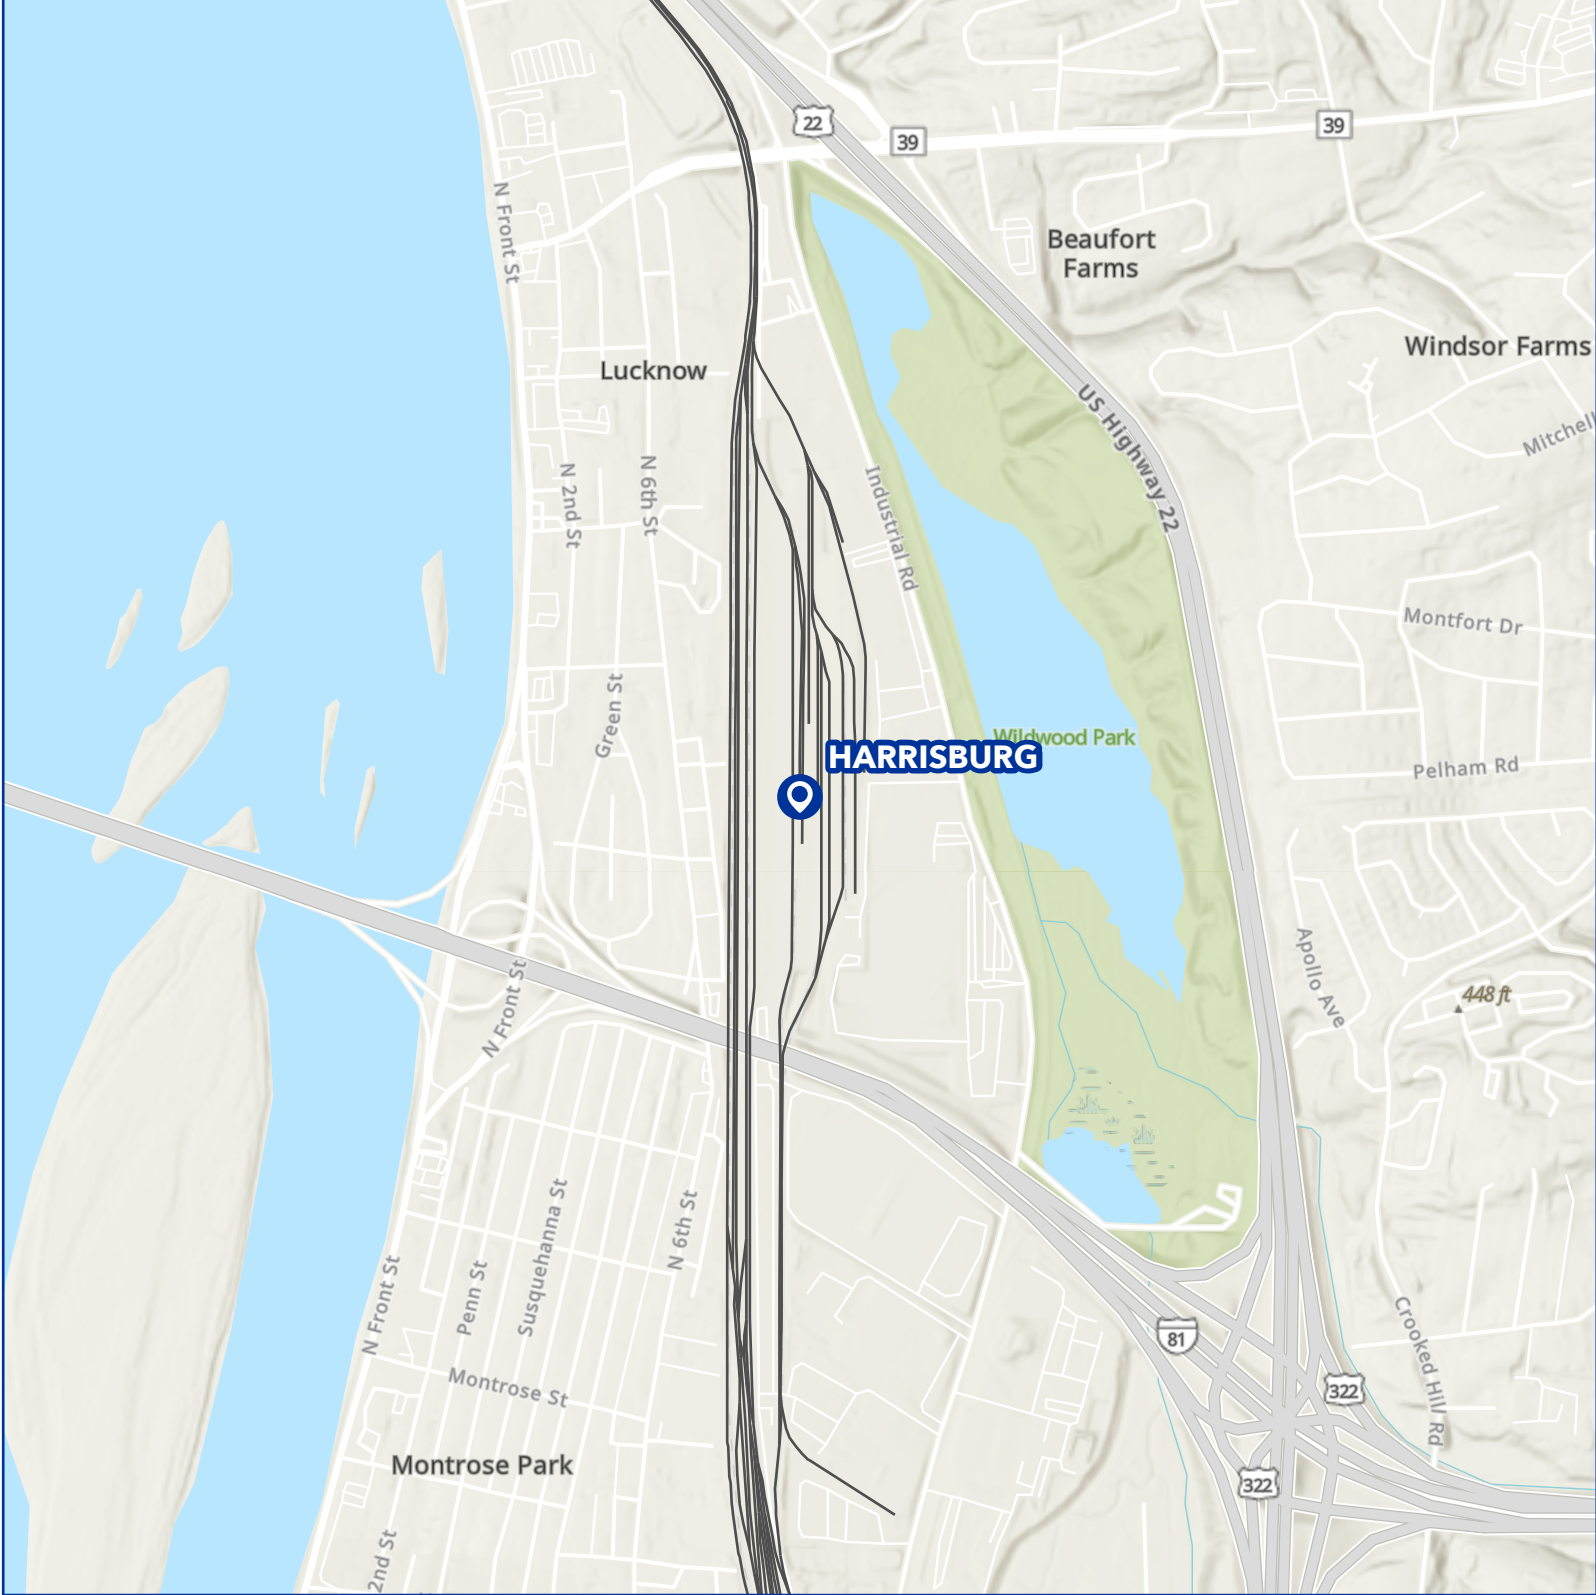 22
39
39
N Front St
Beaufort
Farms
Windsor Farms
Lucknow
US Highway 22
Mitchell
N 2nd St
N 6th St
Industrial Rd
Montfort Dr
Green St
Wildwood Park
HARRISBURG
Pelham Rd
Apollo Ave
N Front St
448 ft
Susquehanna St
N 6th St
Penn St
N Front St
Crooked Hill Rd
81
322
Montrose St
Montrose Park
322
2nd St